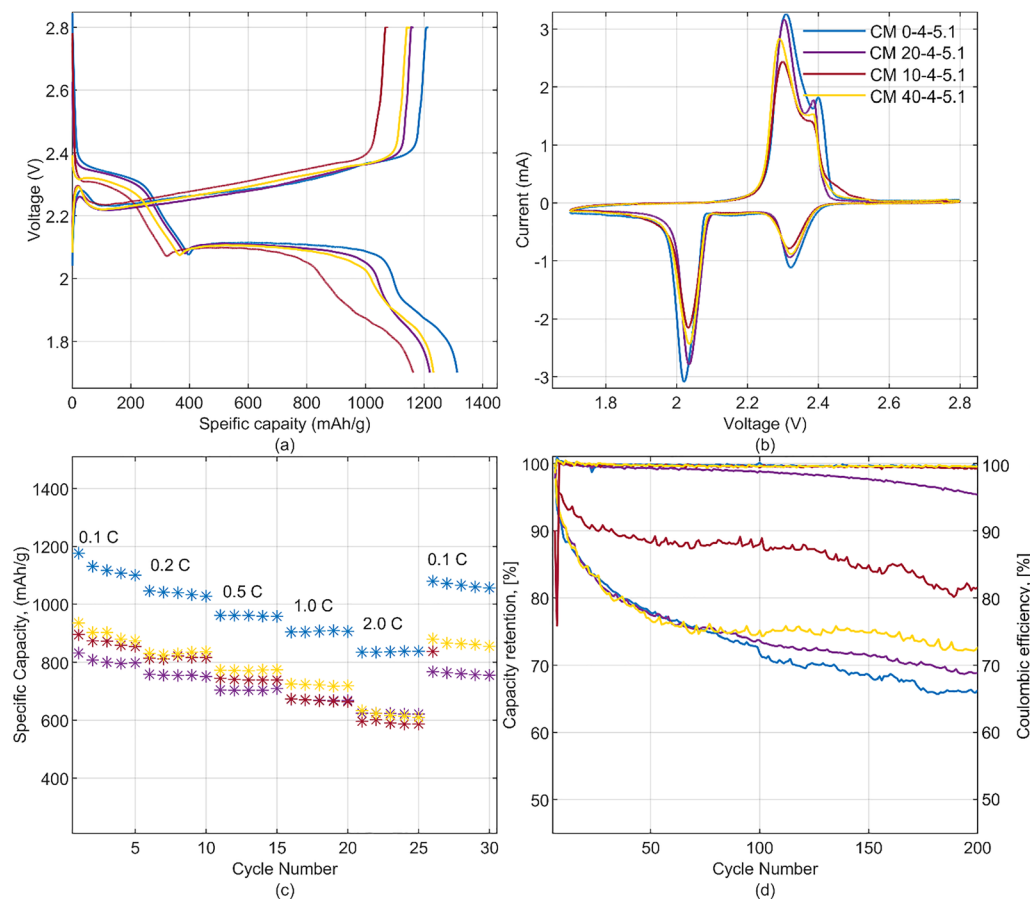 2.8
2.6
2.4
2.2
2
1.8
Voltage (V)
0 200 400 600 800 1000 1200 1400
Speific capaity (mAh/g)
(a)
3
2
1
0
-1
-2
-3
Current (mA)
CM 0-4-5.1
CM 20-4-5.1
CM 10-4-5.1
CM 40-4-5.1
1.8 2 2.2 2.4 2.6 2.8
Voltage (V)
(b)
1400
1200
1000
800
600
400
Specific Capacity, (mAh/g)
0.1 C
0.2 C
0.5 C
1.0 C
2.0 C
0.1 C
5 10 15 20 25 30
Cycle Number
(c)
100
90
80
70
60
50
Capacity retention, [%]
100
90
80
70
60
50
Coulombic efficiency, [%]
50 100 150 200
Cycle Number
(d)